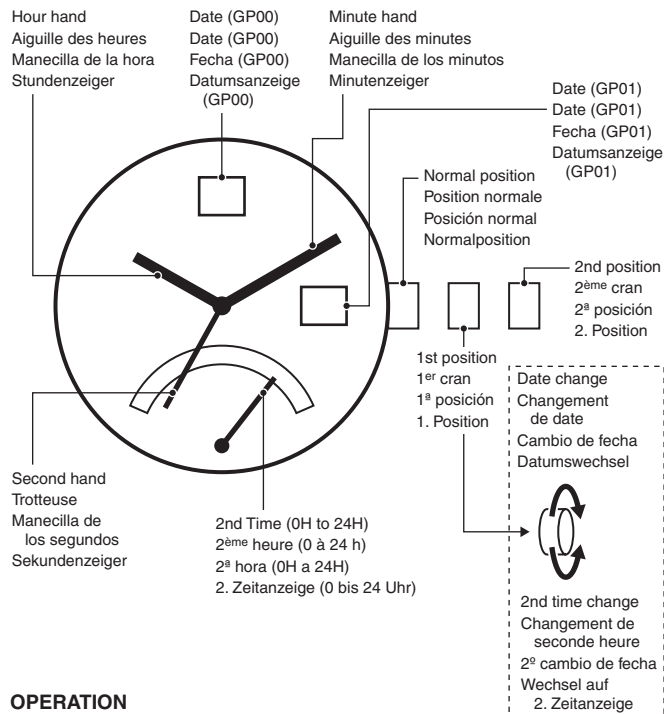 Hour hand
Aiguille des heures
Manecilla de la hora
Stundenzeiger
Date (GP00)
Date (GP00)
Fecha (GP00)
Datumsanzeige
(GP00)
Minute hand
Aiguille des minutes
Manecilla de los minutos
Minutenzeiger
Date (GP01)
Date (GP01)
Fecha (GP01)
Datumsanzeige
(GP01)
Normal position
Position normale
Posición normal
Normalposition
2nd position
2ème cran
2ª posición
2. Position
1st position
1er cran
1ª posición
1. Position
Date change
Changement
de date
Cambio de fecha
Datumswechsel
2nd time change
Changement de
seconde heure
2º cambio de fecha
Wechsel auf
2. Zeitanzeige
Second hand
Trotteuse
Manecilla de
los segundos
Sekundenzeiger
2nd Time (0H to 24H)
2ème heure (0 à 24 h)
2ª hora (0H a 24H)
2. Zeitanzeige (0 bis 24 Uhr)
OPERATION